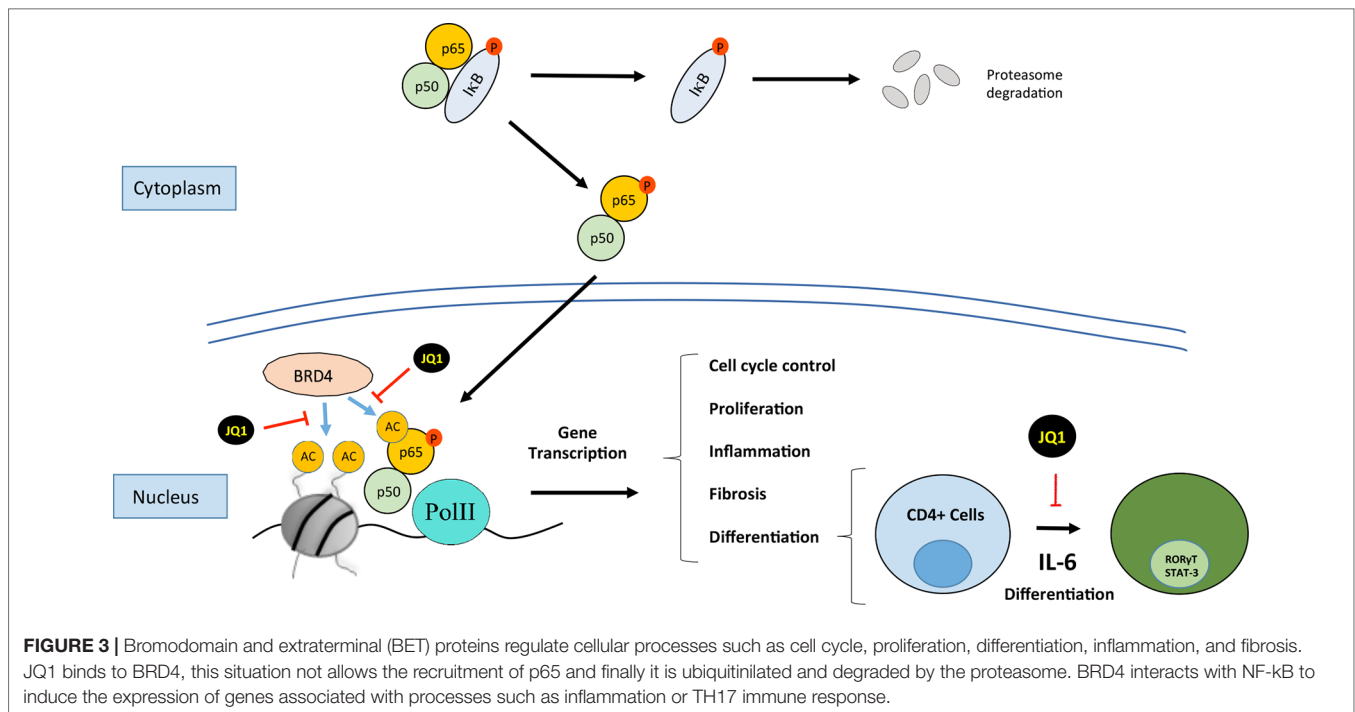 p65
P
p50
IκB
P
IκB
Proteasome
degradation
Cytoplasm
P
p65
p50
BRD4
JQ1
JQ1
AC
P
AC
AC
p65
p50
PolII
Nucleus
Gene
Transcription
Cell cycle control
Proliferation
Inflammation
Fibrosis
Differentiation
JQ1
CD4+ Cells
IL-6
Differentiation
RORγT
STAT-3
FIGURE 3 | Bromodomain and extraterminal (BET) proteins regulate cellular processes such as cell cycle, proliferation, differentiation, inflammation, and fibrosis.
JQ1 binds to BRD4, this situation not allows the recruitment of p65 and finally it is ubiquitinilated and degraded by the proteasome. BRD4 interacts with NF-kB to
induce the expression of genes associated with processes such as inflammation or TH17 immune response.